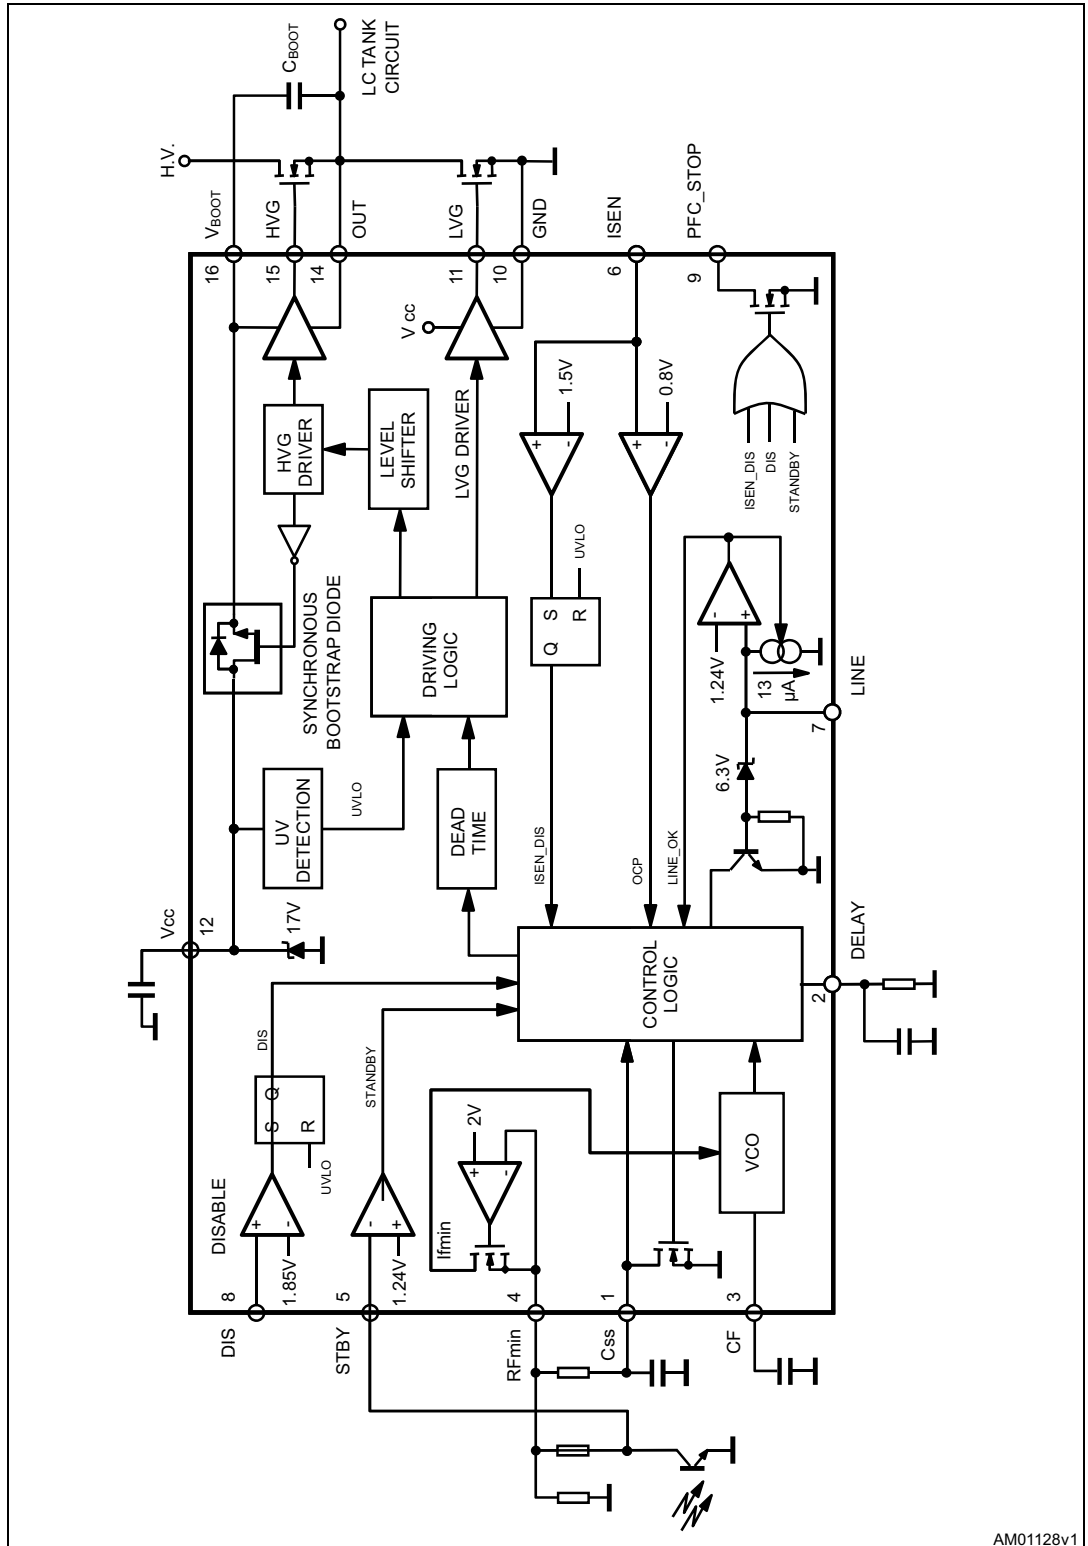 H.V.
C_BOOT
LC TANK
CIRCUIT
V_BOOT
HVG
OUT
LVG
GND
ISEN
PFC_STOP
16
15
14
11
10
6
9
V cc
HVG
DRIVER
LEVEL
SHIFTER
LVG DRIVER
+
-
1.5V
+
-
0.8V
ISEN_DIS
DIS
STANDBY
SYNCHRONOUS
BOOTSTRAP DIODE
DRIVING
LOGIC
Q
S
R
UVLO
-
+
1.24V
13
µA
7
LINE
UV
DETECTION
UVLO
DEAD
TIME
ISEN_DIS
OCP
LINE_OK
6.3V
Vcc
12
17V
CONTROL
LOGIC
2
DELAY
DIS
STANDBY
S
Q
R
UVLO
DISABLE
+
-
1.85V
-
+
1.24V
2V
+
-
Ifmin
VCO
8
5
4
1
3
DIS
STBY
RFmin
Css
CF
AM01128v1